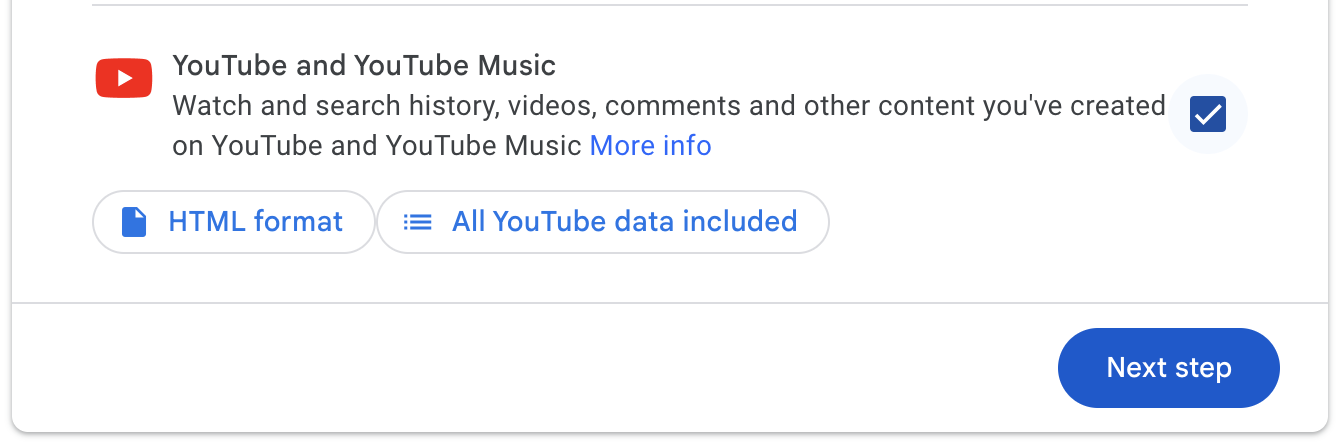 YouTube and YouTube Music
Watch and search history, videos, comments and other content you've created
on YouTube and YouTube Music More info
HTML format
All YouTube data included
Next step